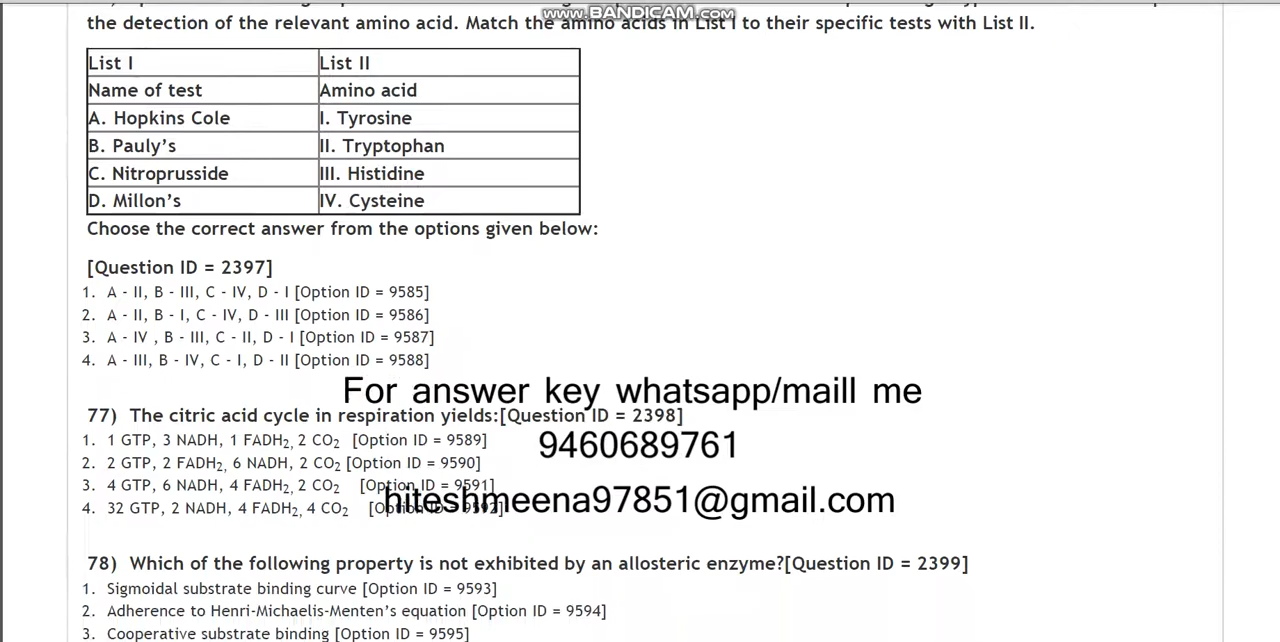 www.BANDICAM.com
the detection of the relevant amino acid. Match the amino acids in List I to their specific tests with List II.
List I List II
Name of test Amino acid
A. Hopkins Cole I. Tyrosine
B. Pauly's II. Tryptophan
C. Nitroprusside III. Histidine
D. Millon's IV. Cysteine
Choose the correct answer from the options given below:
[Question ID = 2397]
1. A - II, B - III, C - IV, D - I [Option ID = 9585]
2. A - II, B - I, C - IV, D - III [Option ID = 9586]
3. A - IV , B - III, C - II, D - I [Option ID = 9587]
4. A - III, B - IV, C - I, D - II [Option ID = 9588]
For answer key whatsapp/maill me
77) The citric acid cycle in respiration yields:[Question ID = 2398]
1. 1 GTP, 3 NADH, 1 FADH2, 2 CO2 [Option ID = 9589]
9460689761
2. 2 GTP, 2 FADH2, 6 NADH, 2 CO2 [Option ID = 9590]
3. 4 GTP, 6 NADH, 4 FADH2, 2 CO2 [Option ID = 9591]
hiteshmeena97851@gmail.com
4. 32 GTP, 2 NADH, 4 FADH2, 4 CO2 [Option ID = 9592]
78) Which of the following property is not exhibited by an allosteric enzyme?[Question ID = 2399]
1. Sigmoidal substrate binding curve [Option ID = 9593]
2. Adherence to Henri-Michaelis-Menten's equation [Option ID = 9594]
3. Cooperative substrate binding [Option ID = 9595]